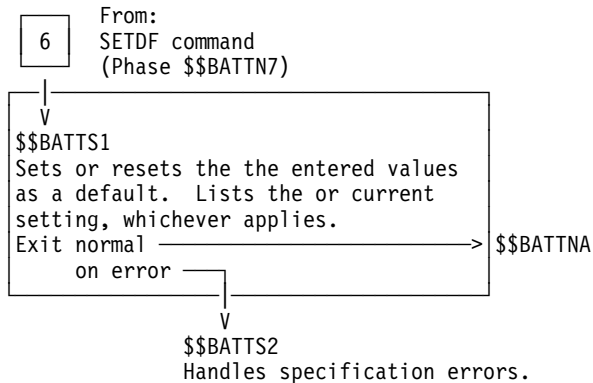 From:
6 SETDF command
(Phase $$BATTN7)
V
$$BATTS1
Sets or resets the the entered values
as a default. Lists the or current
setting, whichever applies.
Exit normal > $$BATTNA
on error
V
$$BATTS2
Handles specification errors.